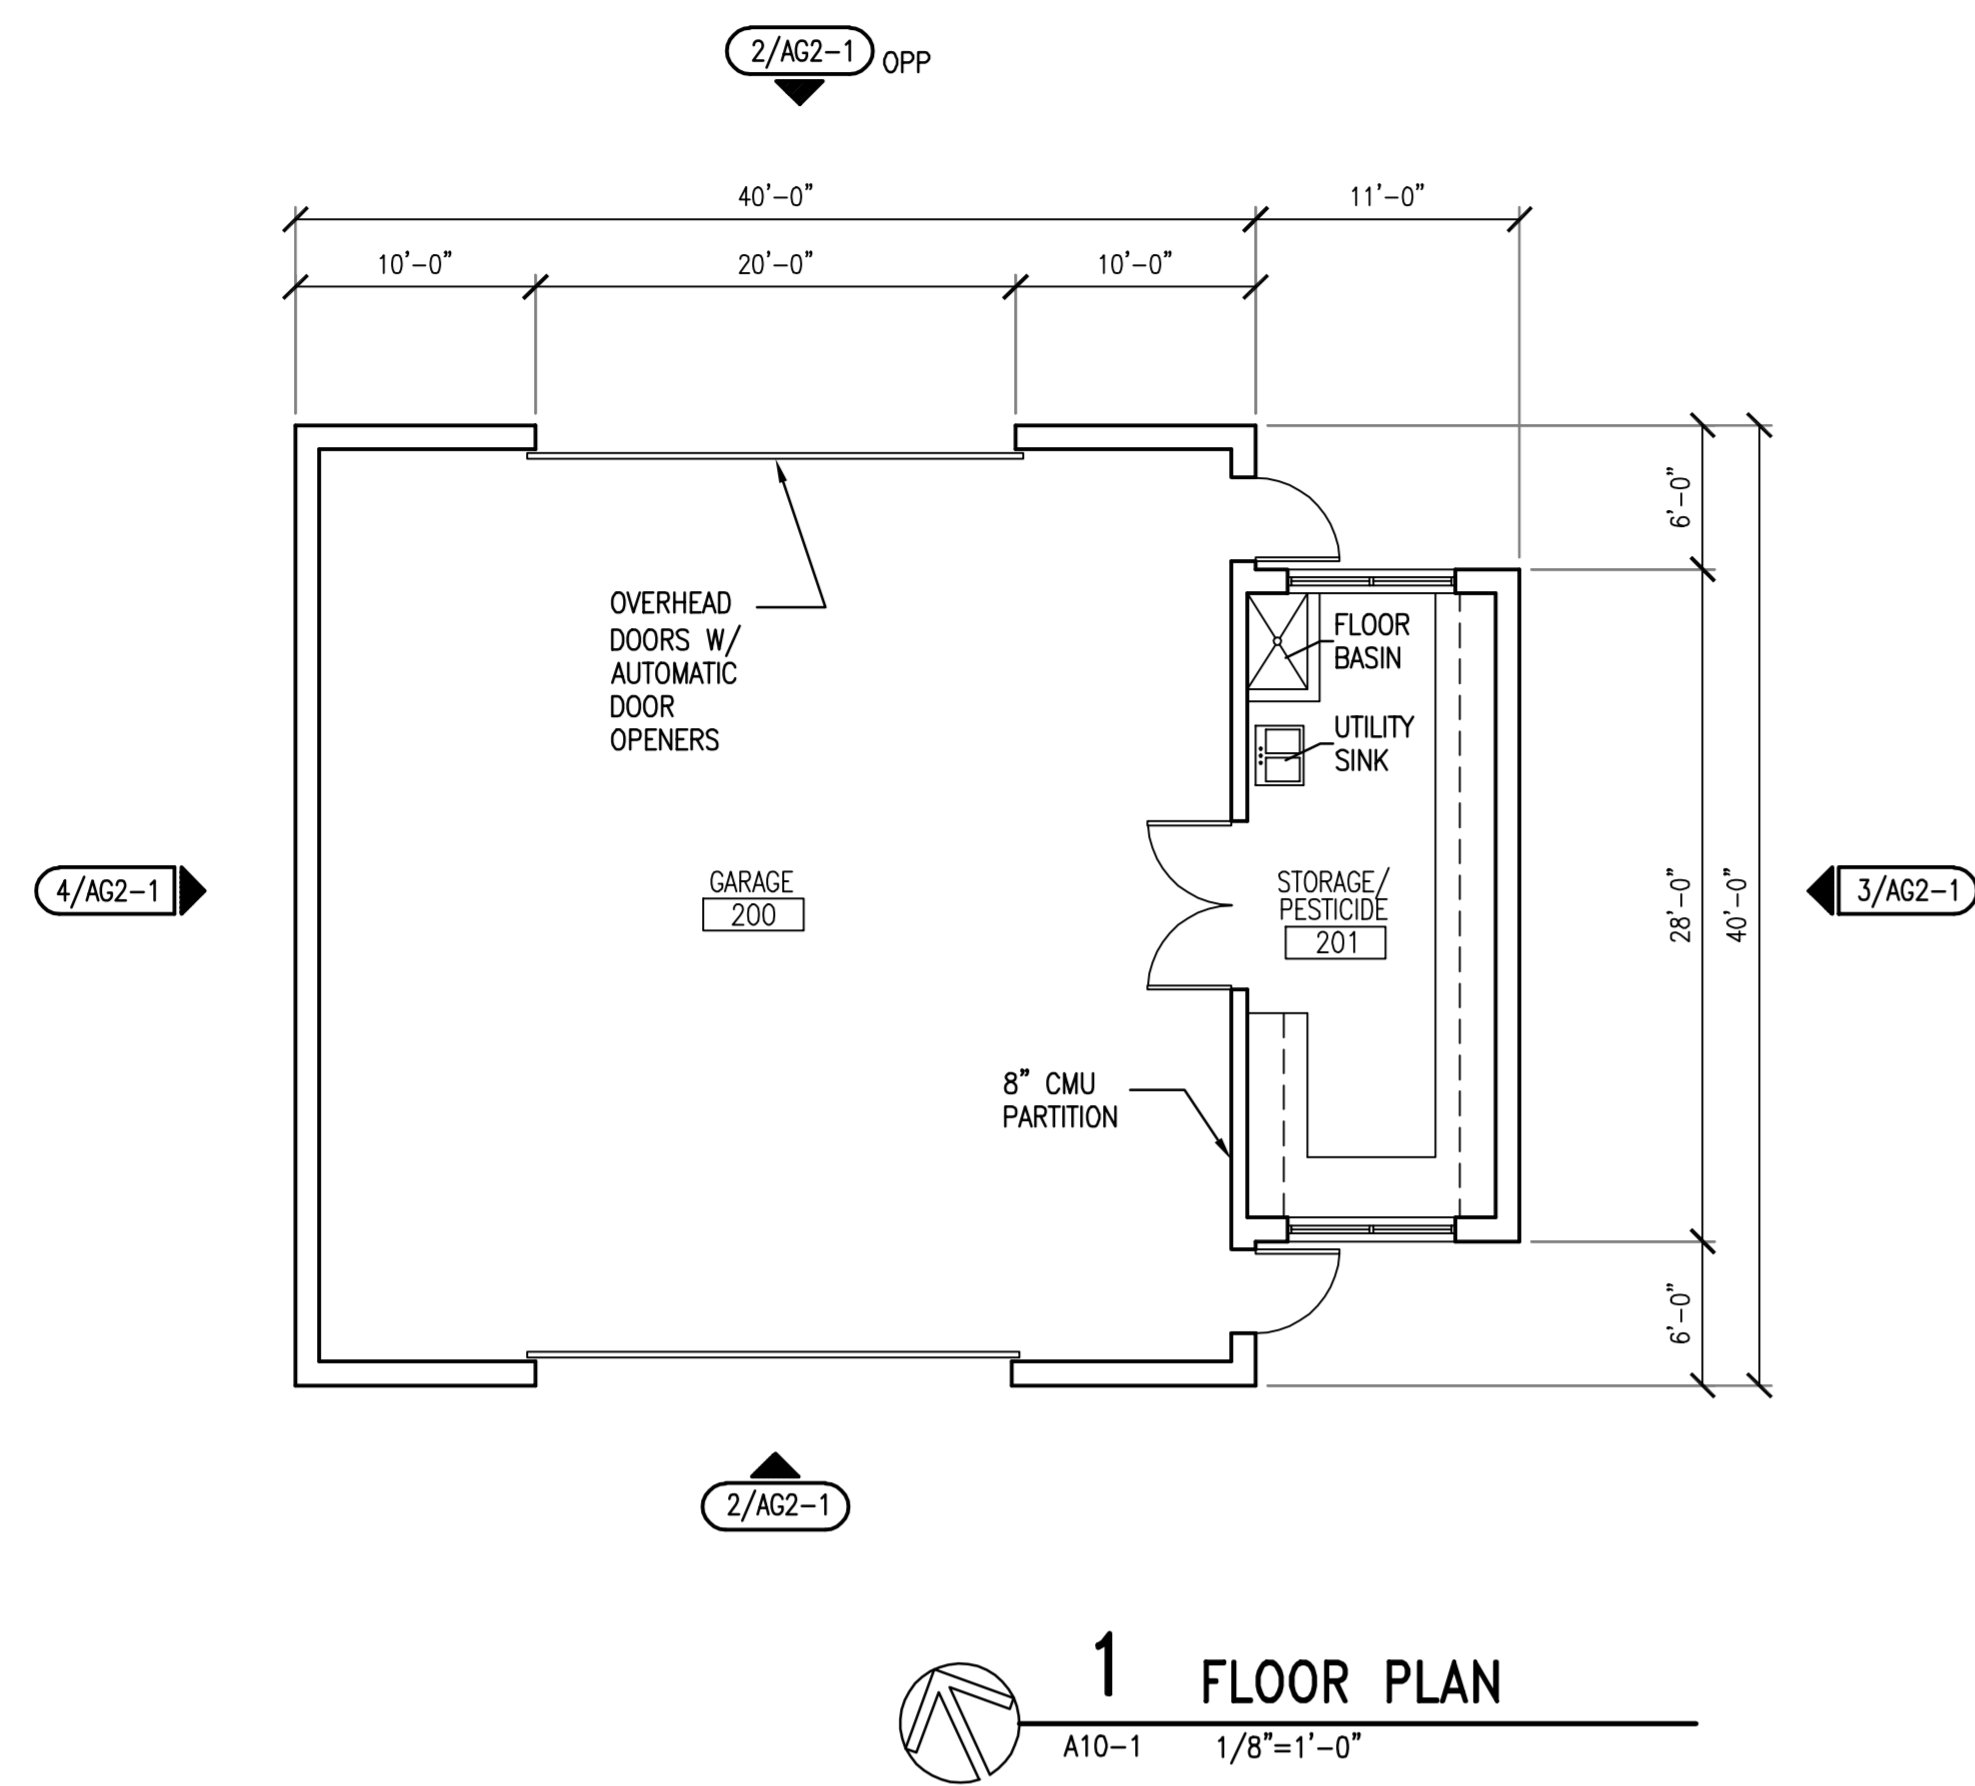 2/AG2-1 OPP
40'-0" 11'-0"
10'-0" 20'-0" 10'-0"
6'-0"
OVERHEAD
DOORS W/
AUTOMATIC
DOOR
OPENERS
FLOOR
BASIN
UTILITY
SINK
4/AG2-1
GARAGE
200
STORAGE/
PESTICIDE
201
28'-0"
40'-0"
3/AG2-1
8" CMU
PARTITION
6'-0"
2/AG2-1
1 FLOOR PLAN
A10-1 1/8"=1'-0"